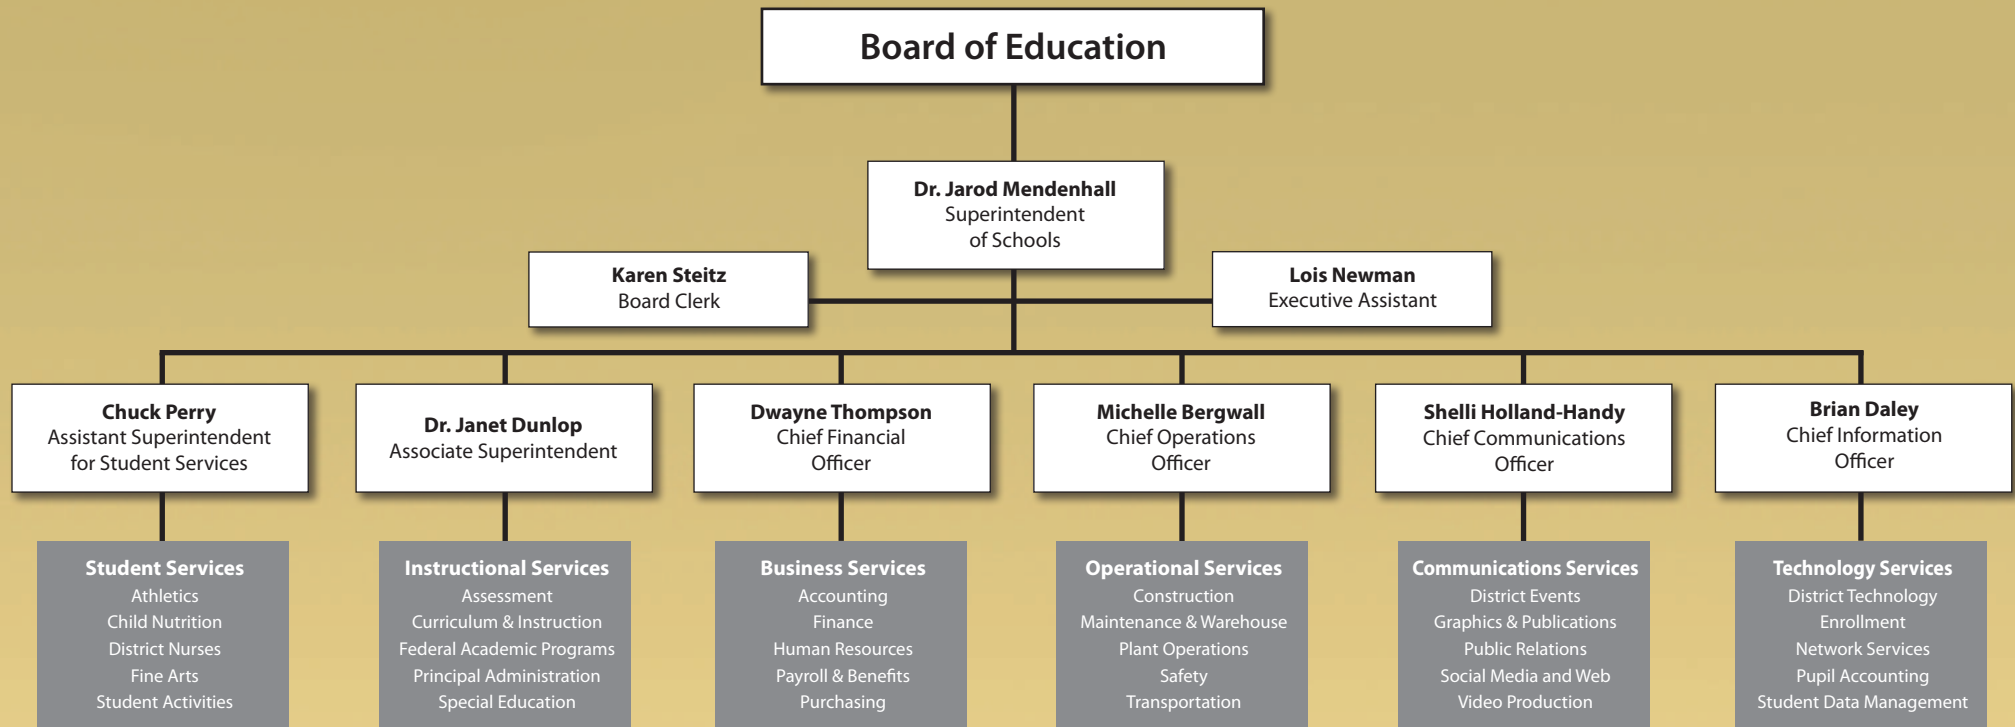 Board of Education
Dr. Jarod Mendenhall
Superintendent
of Schools
Karen Steitz
Board Clerk
Lois Newman
Executive Assistant
Chuck Perry
Assistant Superintendent
for Student Services
Dr. Janet Dunlop
Associate Superintendent
Dwayne Thompson
Chief Financial
Officer
Michelle Bergwall
Chief Operations
Officer
Shelli Holland-Handy
Chief Communications
Officer
Brian Daley
Chief Information
Officer
Student Services
Athletics
Child Nutrition
District Nurses
Fine Arts
Student Activities
Instructional Services
Assessment
Curriculum & Instruction
Federal Academic Programs
Principal Administration
Special Education
Business Services
Accounting
Finance
Human Resources
Payroll & Benefits
Purchasing
Operational Services
Construction
Maintenance & Warehouse
Plant Operations
Safety
Transportation
Communications Services
District Events
Graphics & Publications
Public Relations
Social Media and Web
Video Production
Technology Services
District Technology
Enrollment
Network Services
Pupil Accounting
Student Data Management